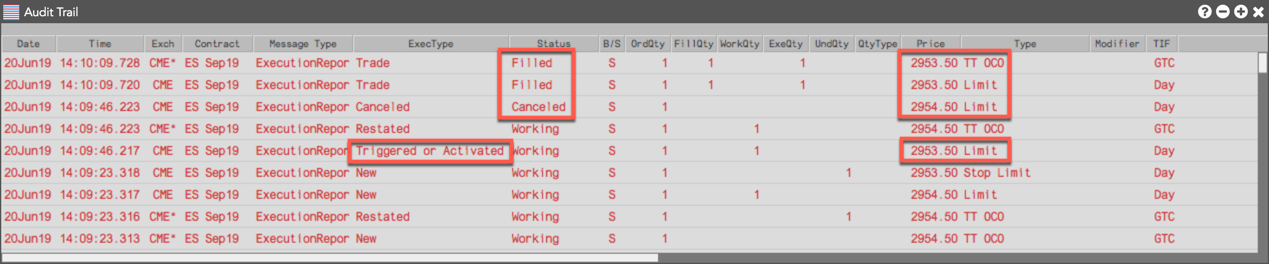 Audit Trail
Date Time Exch Contract Message Type ExecType Status B/S OrdQty FillQty WorkQty ExeQty UndQty QtyType Price Type Modifier TIF
20Jun19 14:10:09.728 CME* ES Sep19 ExecutionRepor Trade Filled S 1 1 1 2953.50 TT OCO GTC
20Jun19 14:10:09.720 CME ES Sep19 ExecutionRepor Trade Filled S 1 1 1 2953.50 Limit Day
20Jun19 14:09:46.223 CME ES Sep19 ExecutionRepor Canceled Canceled S 1 2954.50 Limit Day
20Jun19 14:09:46.223 CME* ES Sep19 ExecutionRepor Restated Working S 1 1 2954.50 TT OCO GTC
20Jun19 14:09:46.217 CME ES Sep19 ExecutionRepor Triggered or Activated Working S 1 1 2953.50 Limit Day
20Jun19 14:09:23.318 CME ES Sep19 ExecutionRepor New Working S 1 1 2953.50 Stop Limit Day
20Jun19 14:09:23.317 CME ES Sep19 ExecutionRepor New Working S 1 1 2954.50 Limit Day
20Jun19 14:09:23.316 CME* ES Sep19 ExecutionRepor Restated Working S 1 1 2954.50 TT OCO GTC
20Jun19 14:09:23.313 CME* ES Sep19 ExecutionRepor New Working S 1 2954.50 TT OCO GTC